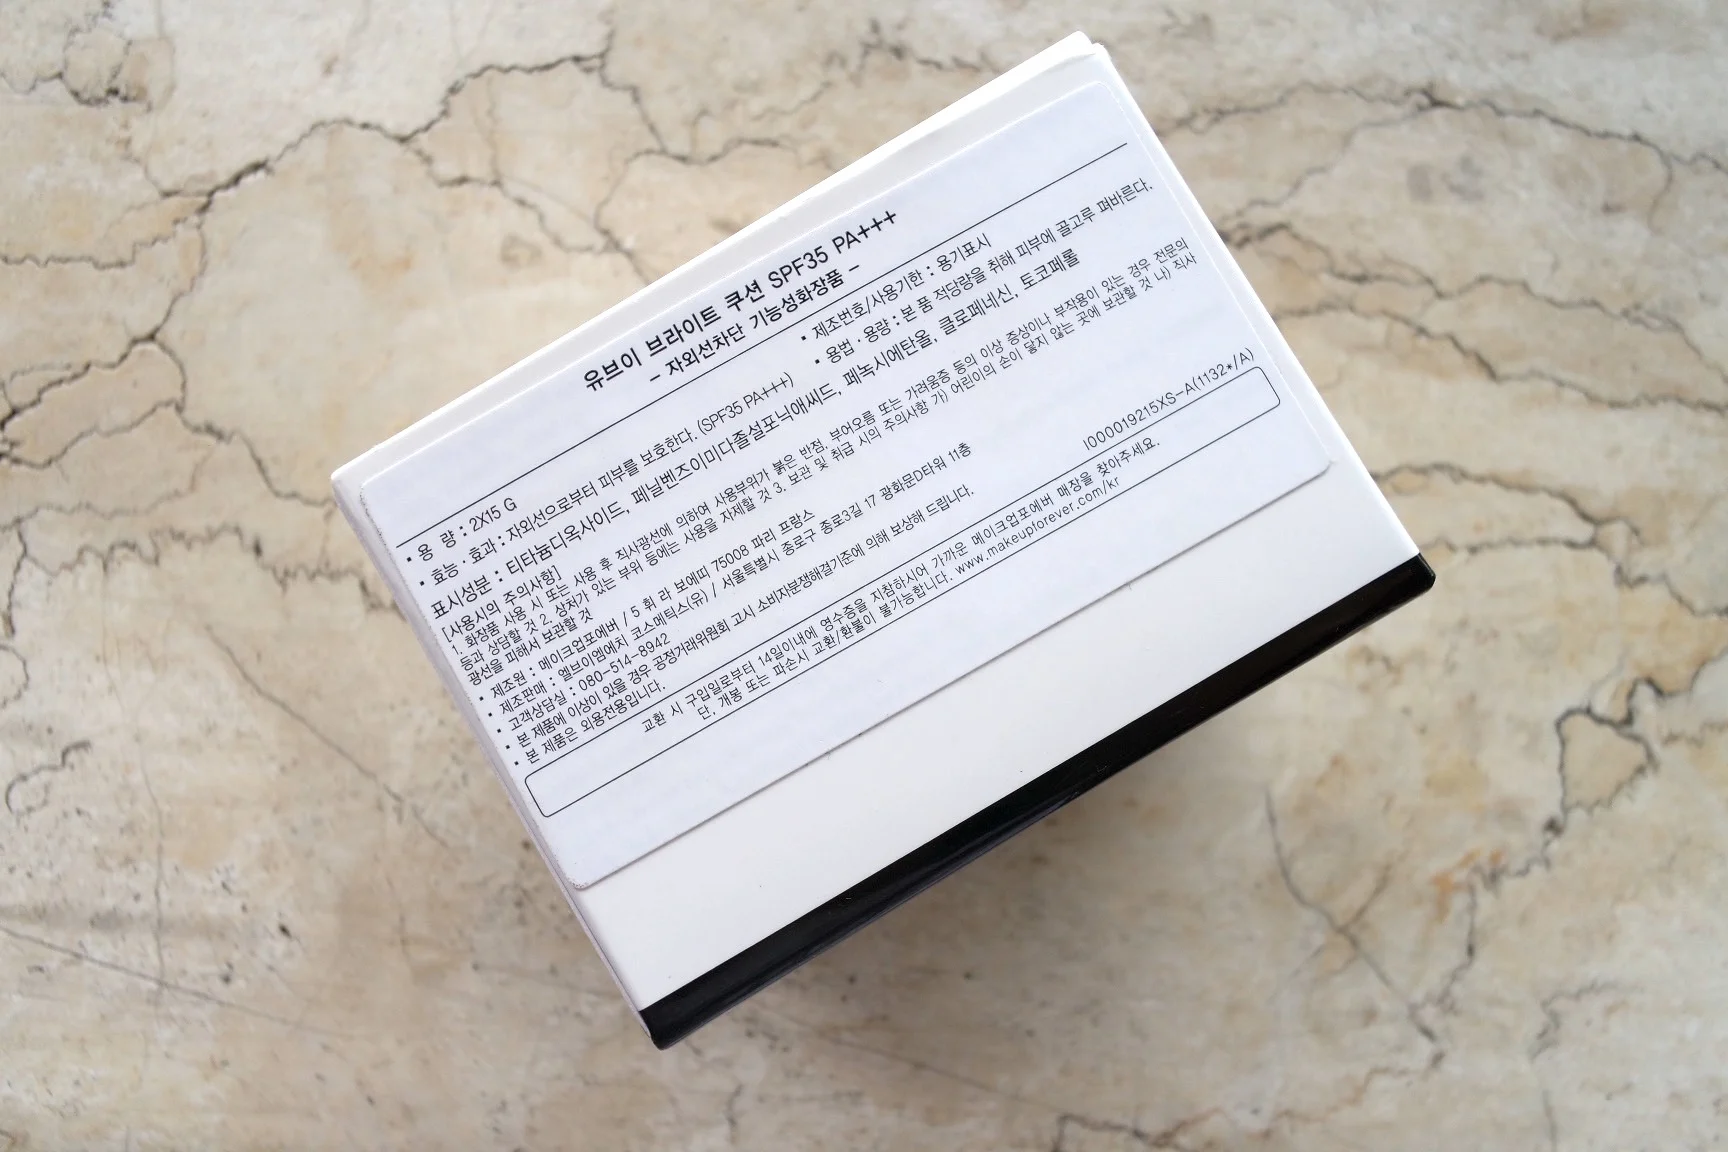 유브이 브라이트 쿠션 SPF35 PA+++
- 자외선차단 기능성화장품 -
▪ 용 량 : 2X15 G
▪ 제조번호/사용기한 : 용기표시
▪ 효능 · 효과 : 자외선으로부터 피부를 보호한다. (SPF35 PA+++)
▪ 용법 · 용량 : 본 품 적당량을 취해 피부에 골고루 펴바른다.
표시성분 : 티타늄디옥사이드, 페닐벤즈이미다졸설포닉애씨드, 페녹시에탄올, 클로페네신, 토코페롤
[사용시의 주의사항]
1. 화장품 사용 시 또는 사용 후 직사광선에 의하여 사용부위가 붉은 반점, 부어오름 또는 가려움증 등의 이상 증상이나 부작용이 있는 경우 전문의
등과 상담할 것 2. 상처가 있는 부위 등에는 사용을 자제할 것 3. 보관 및 취급 시의 주의사항 가) 어린이의 손이 닿지 않는 곳에 보관할 것 나) 직사
광선을 피해서 보관할 것
▪ 제조원 : 메이크업포에버 / 5 휘 라 보에띠 75008 파리 프랑스
▪ 제조판매 : 엘브이엠에치 코스메틱스(유) / 서울특별시 종로구 종로3길 17 광화문D타워 11층
▪ 고객상담실 : 080-514-8942
▪ 본 제품에 이상이 있을 경우 공정거래위원회 고시 소비자분쟁해결기준에 의해 보상해 드립니다.
▪ 본 제품은 외용전용입니다.
I000019215XS-A(1132*/A)
교환 시 구입일로부터 14일이내에 영수증을 지참하시어 가까운 메이크업포에버 매장을 찾아주세요.
단, 개봉 또는 파손시 교환/환불이 불가능합니다. www.makeupforever.com/kr